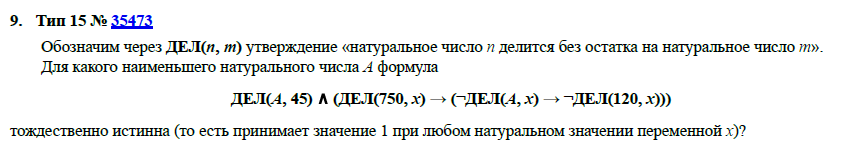 9. Тип 15 № 35473
Обозначим через ДЕЛ(n, m) утверждение «натуральное число n делится без остатка на натуральное число m».
Для какого наименьшего натурального числа А формула
ДЕЛ(A, 45) ∧ (ДЕЛ(750, x) → (¬ДЕЛ(A, x) → ¬ДЕЛ(120, x)))
тождественно истинна (то есть принимает значение 1 при любом натуральном значении переменной x)?